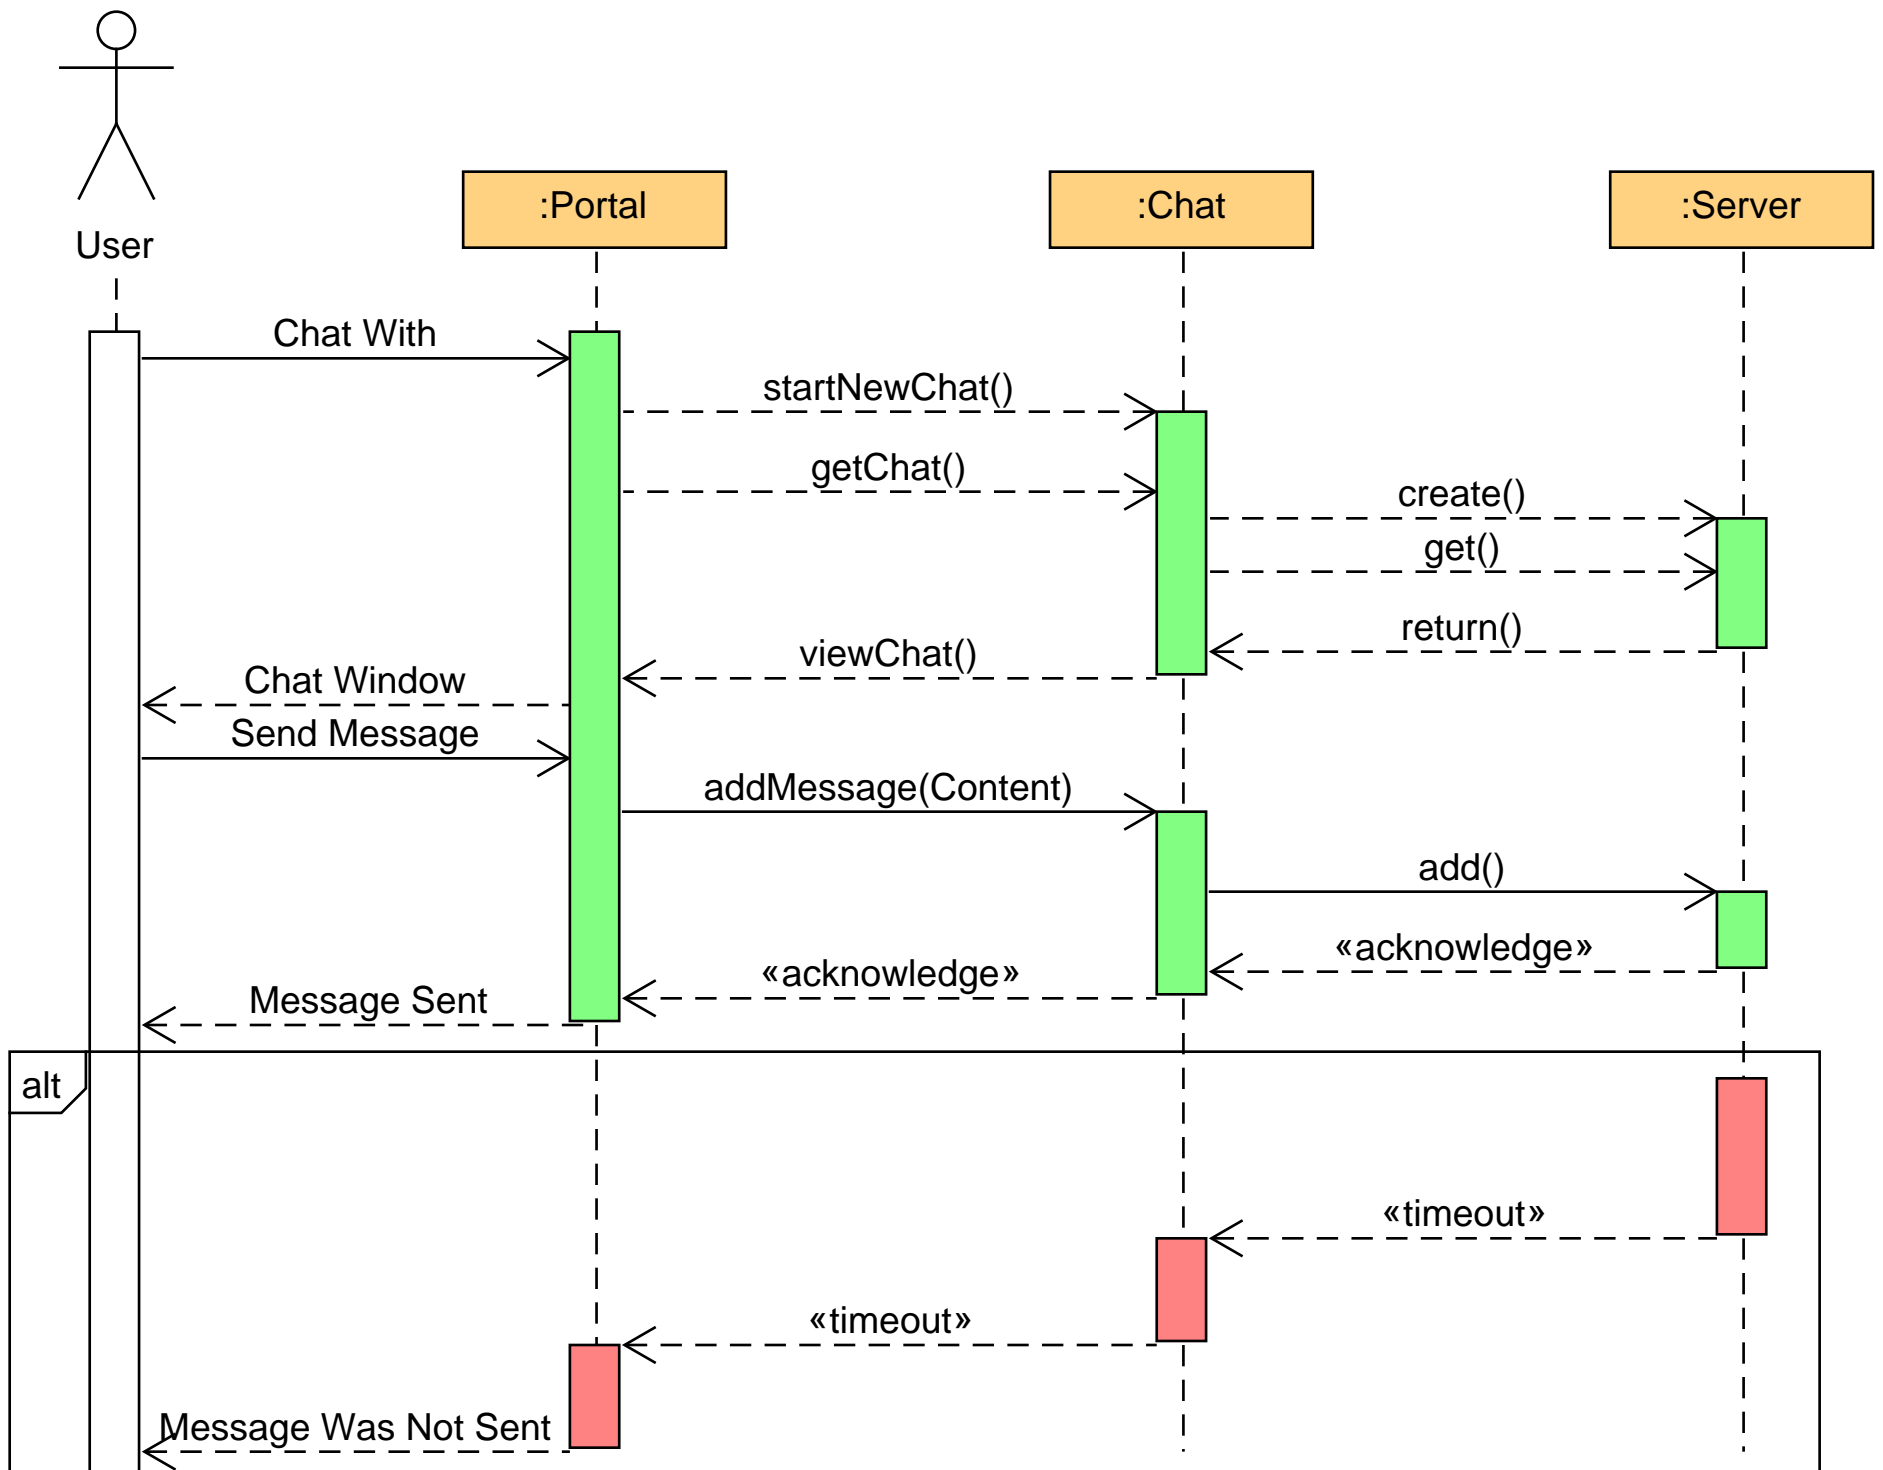 :Portal
:Chat
:Server
User
Chat With
startNewChat()
getChat()
create()
get()
return()
viewChat()
Chat Window
Send Message
addMessage(Content)
add()
«acknowledge»
«acknowledge»
Message Sent
alt
«timeout»
«timeout»
Message Was Not Sent